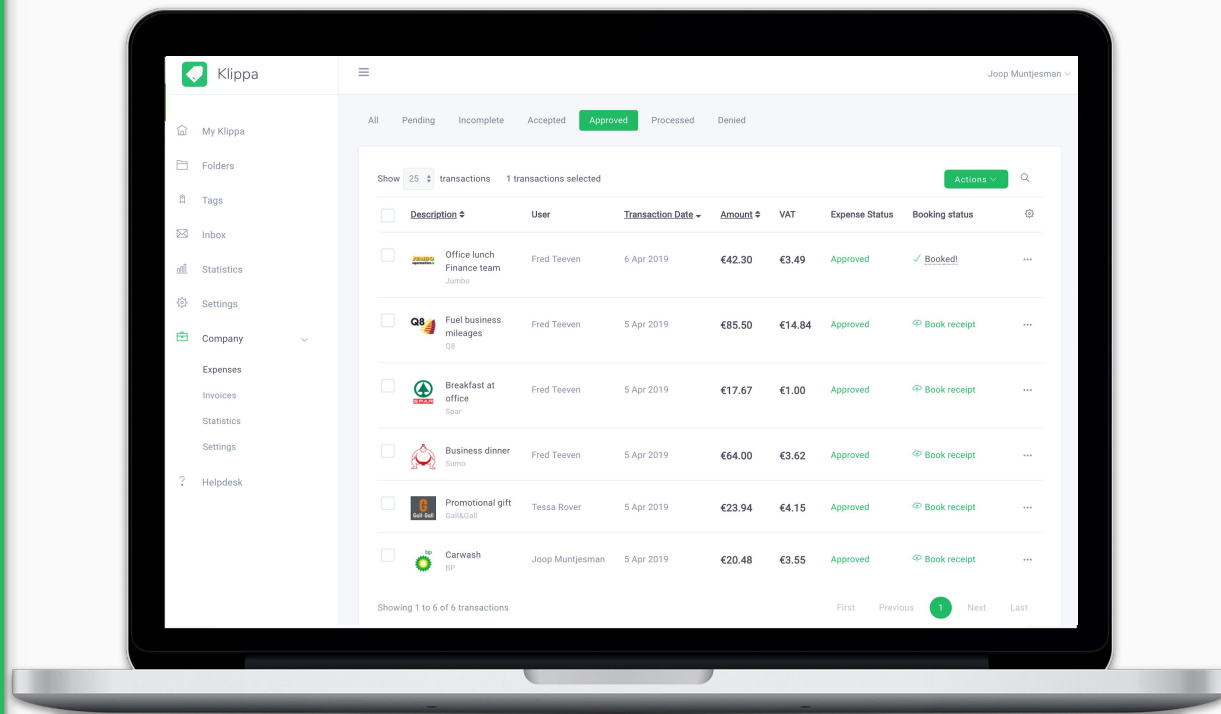 Klippa
Joop Muntjesman
My Klippa
Folders
Tags
Inbox
Statistics
Settings
Company
Expenses
Invoices
Statistics
Settings
Helpdesk
All Pending Incomplete Accepted Approved Processed Denied
Show 25 transactions 1 transactions selected
Actions
Description User Transaction Date Amount VAT Expense Status Booking status
JUMBO
Office lunch Fred Teeven 6 Apr 2019 €42.30 €3.49 Approved Booked!
Finance team
Jumbo
Q8
Fuel business Fred Teeven 5 Apr 2019 €85.50 €14.84 Approved Book receipt
mileages
Q8
SPAR
Breakfast at Fred Teeven 5 Apr 2019 €17.67 €1.00 Approved Book receipt
office
Spar
Business dinner Fred Teeven 5 Apr 2019 €64.00 €3.62 Approved Book receipt
Sumo
G
Gall-Gall
Promotional gift Tessa Rover 5 Apr 2019 €23.94 €4.15 Approved Book receipt
Gall&Gall
bp
Carwash Joop Muntjesman 5 Apr 2019 €20.48 €3.55 Approved Book receipt
BP
Showing 1 to 6 of 6 transactions
First Previous 1 Next Last